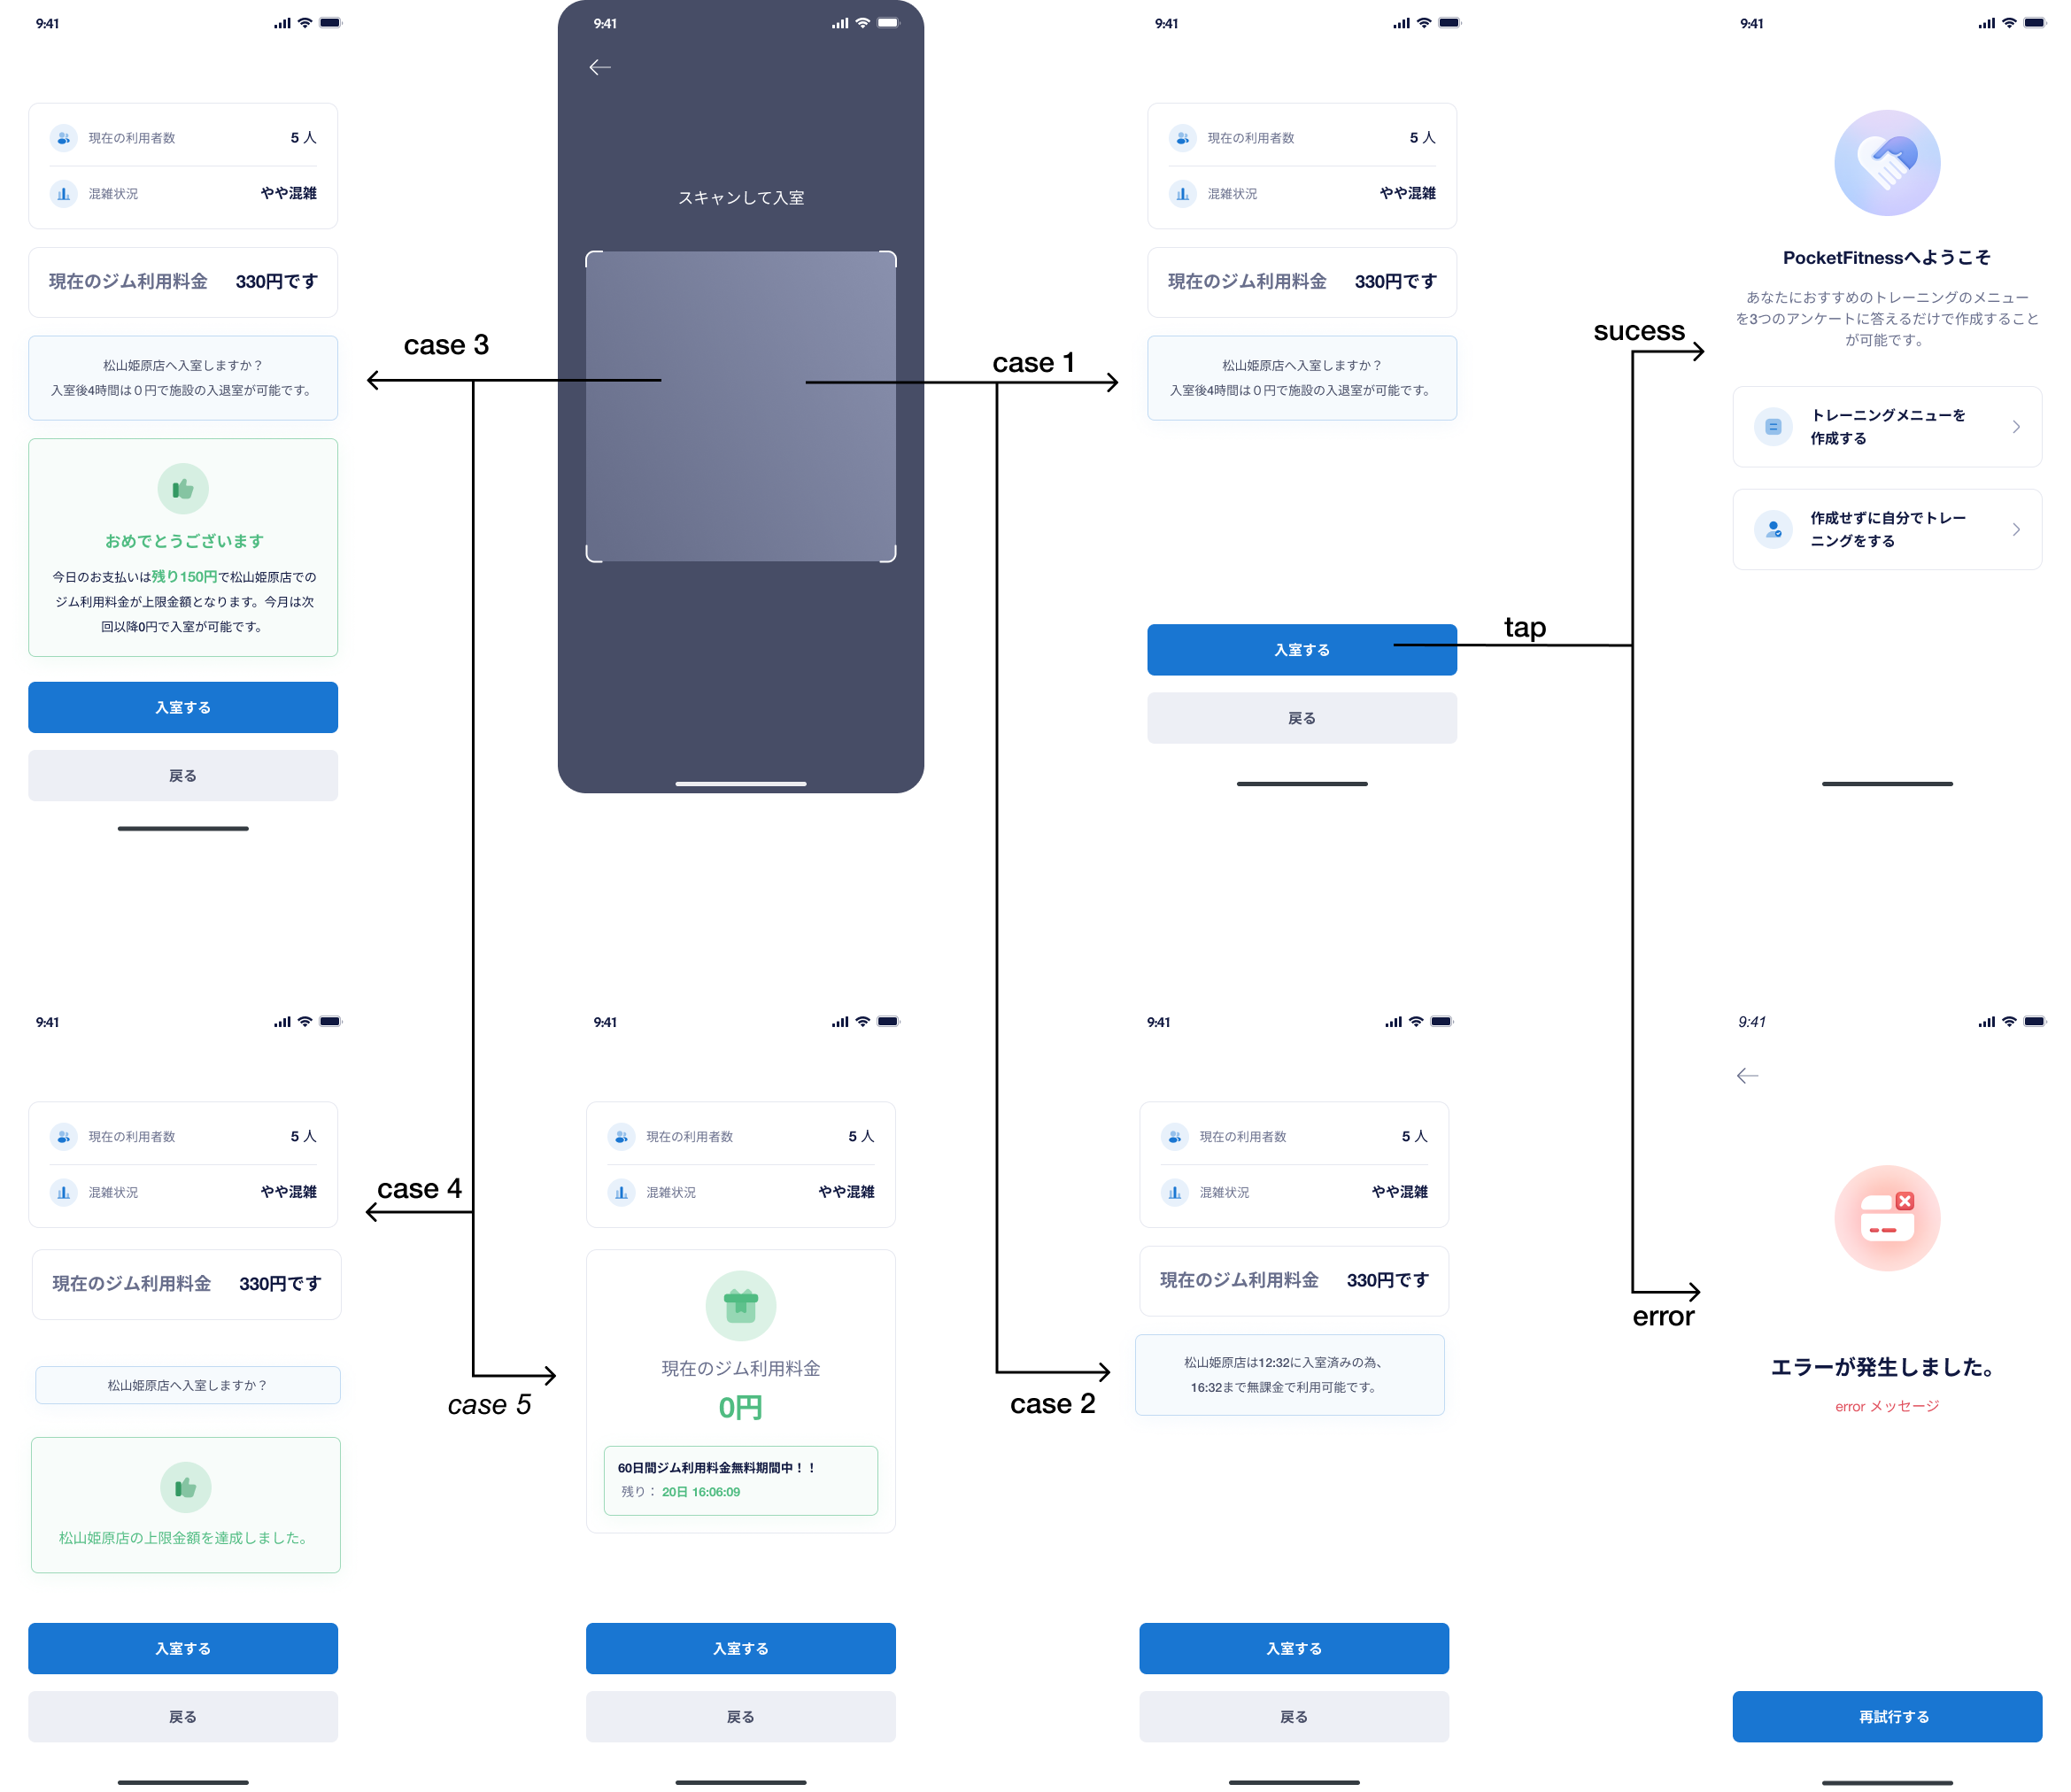 9:41
現在の利用者数
5 人
混雑状況
やや混雑
現在のジム利用料金
330円です
松山姫原店へ入室しますか？
入室後4時間は０円で施設の入退室が可能です。
おめでとうございます
今日のお支払いは残り150円で松山姫原店での
ジム利用料金が上限金額となります。今月は次
回以降0円で入室が可能です。
入室する
戻る
case 3
9:41
スキャンして入室
case 1
9:41
現在の利用者数
5 人
混雑状況
やや混雑
現在のジム利用料金
330円です
松山姫原店へ入室しますか？
入室後4時間は０円で施設の入退室が可能です。
入室する
戻る
tap
sucess
9:41
PocketFitnessへようこそ
あなたにおすすめのトレーニングのメニュー
を3つのアンケートに答えるだけで作成すること
が可能です。
トレーニングメニューを
作成する
作成せずに自分でトレー
ニングをする
9:41
現在の利用者数
5 人
混雑状況
やや混雑
現在のジム利用料金
330円です
松山姫原店へ入室しますか？
松山姫原店の上限金額を達成しました。
入室する
戻る
case 4
case 5
9:41
現在の利用者数
5 人
混雑状況
やや混雑
現在のジム利用料金
0円
60日間ジム利用料金無料期間中！！
残り： 20日 16:06:09
入室する
戻る
case 2
9:41
現在の利用者数
5 人
混雑状況
やや混雑
現在のジム利用料金
330円です
松山姫原店は12:32に入室済みの為、
16:32まで無課金で利用可能です。
入室する
戻る
error
9:41
エラーが発生しました。
error メッセージ
再試行する